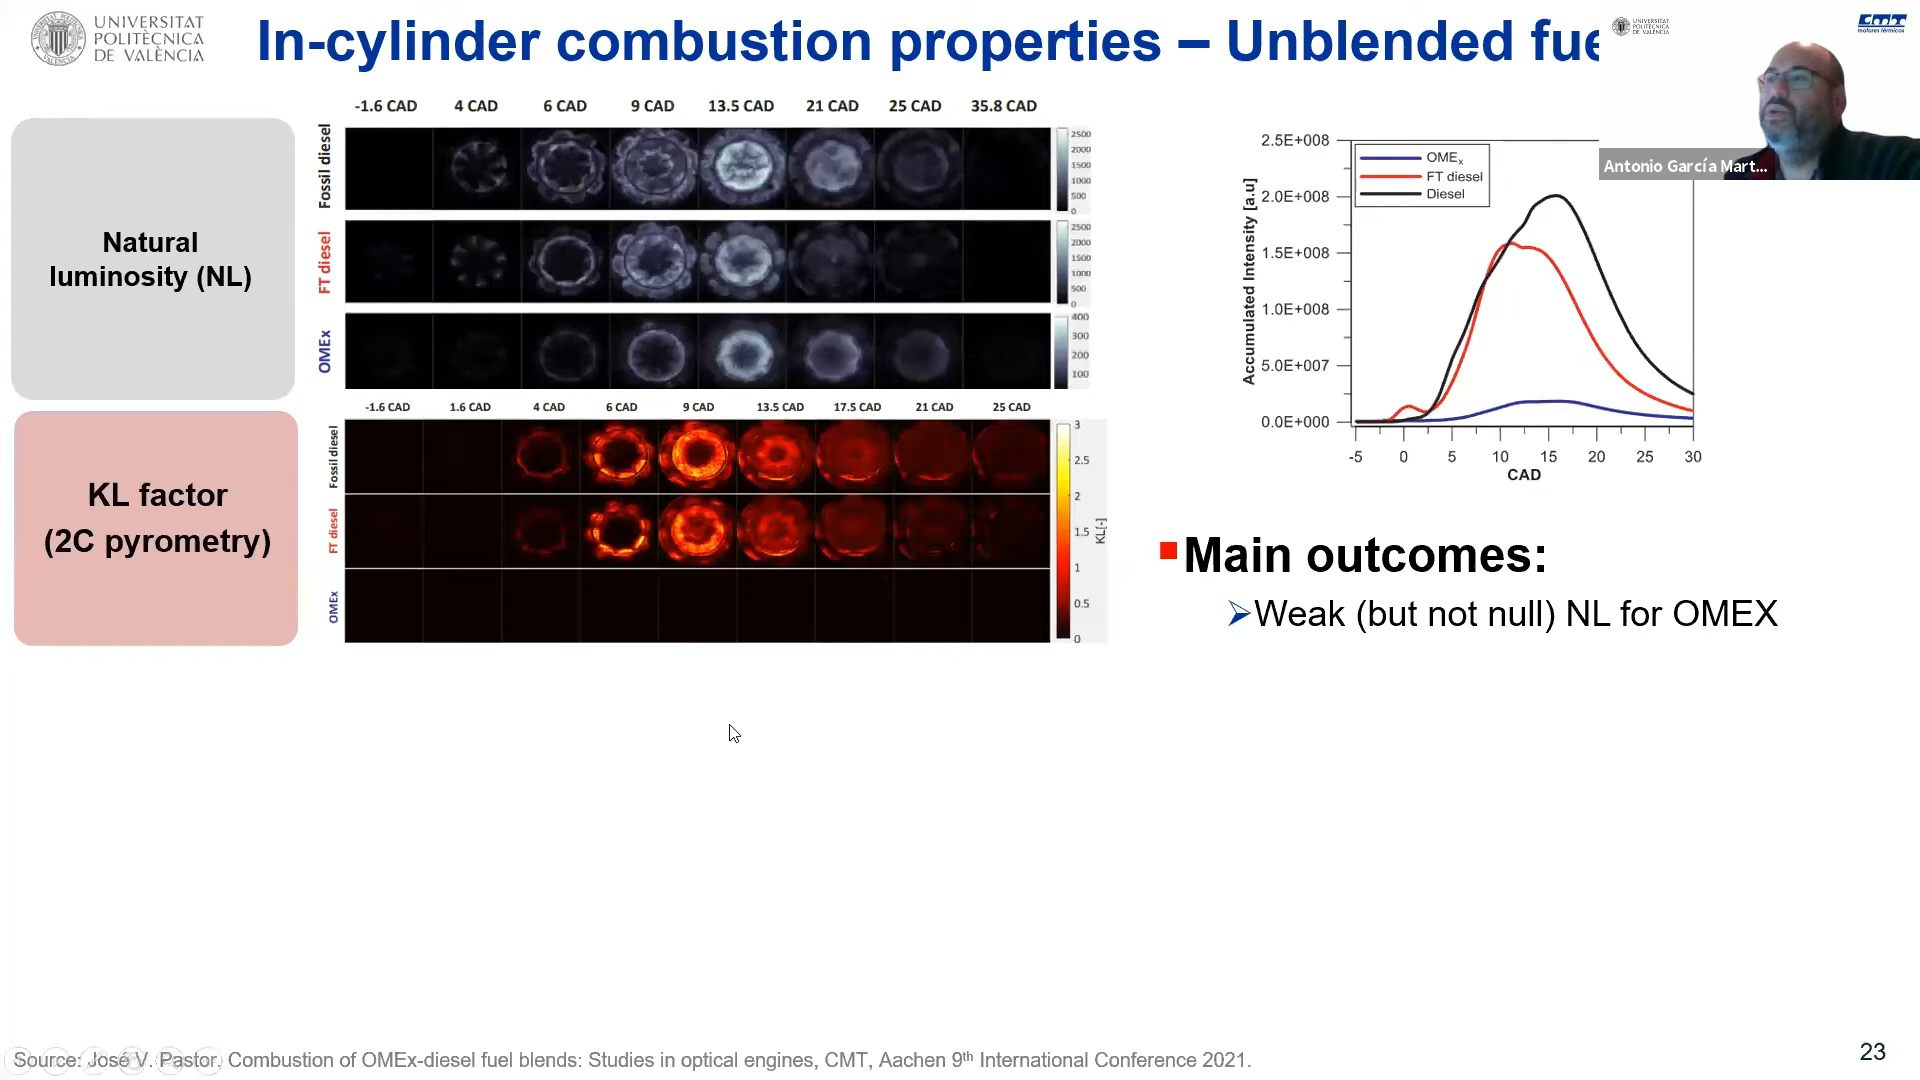 UNIVERSITAT
POLITÈCNICA
DE VALÈNCIA
In-cylinder combustion properties – Unblended fue
UNIVERSITAT
POLITÈCNICA
DE VALÈNCIA
CMT
motores térmicos
Antonio García Mart...
Natural
luminosity (NL)
-1.6 CAD 4 CAD 6 CAD 9 CAD 13.5 CAD 21 CAD 25 CAD 35.8 CAD
Fossil diesel
2500
2000
1500
1000
500
0
FT diesel
2500
2000
1500
1000
500
0
OMEx
400
300
200
100
KL factor
(2C pyrometry)
-1.6 CAD 1.6 CAD 4 CAD 6 CAD 9 CAD 13.5 CAD 17.5 CAD 21 CAD 25 CAD
Fossil diesel
FT diesel
OMEx
3
2.5
2
1.5
1
0.5
0
KL[-]
Accumulated Intensity [a.u]
2.5E+008
2.0E+008
1.5E+008
1.0E+008
5.0E+007
0.0E+000
OMEx
FT diesel
Diesel
-5 0 5 10 15 20 25 30
CAD
Main outcomes:
Weak (but not null) NL for OMEX
Source: José V. Pastor. Combustion of OMEx-diesel fuel blends: Studies in optical engines, CMT, Aachen 9th International Conference 2021.
23